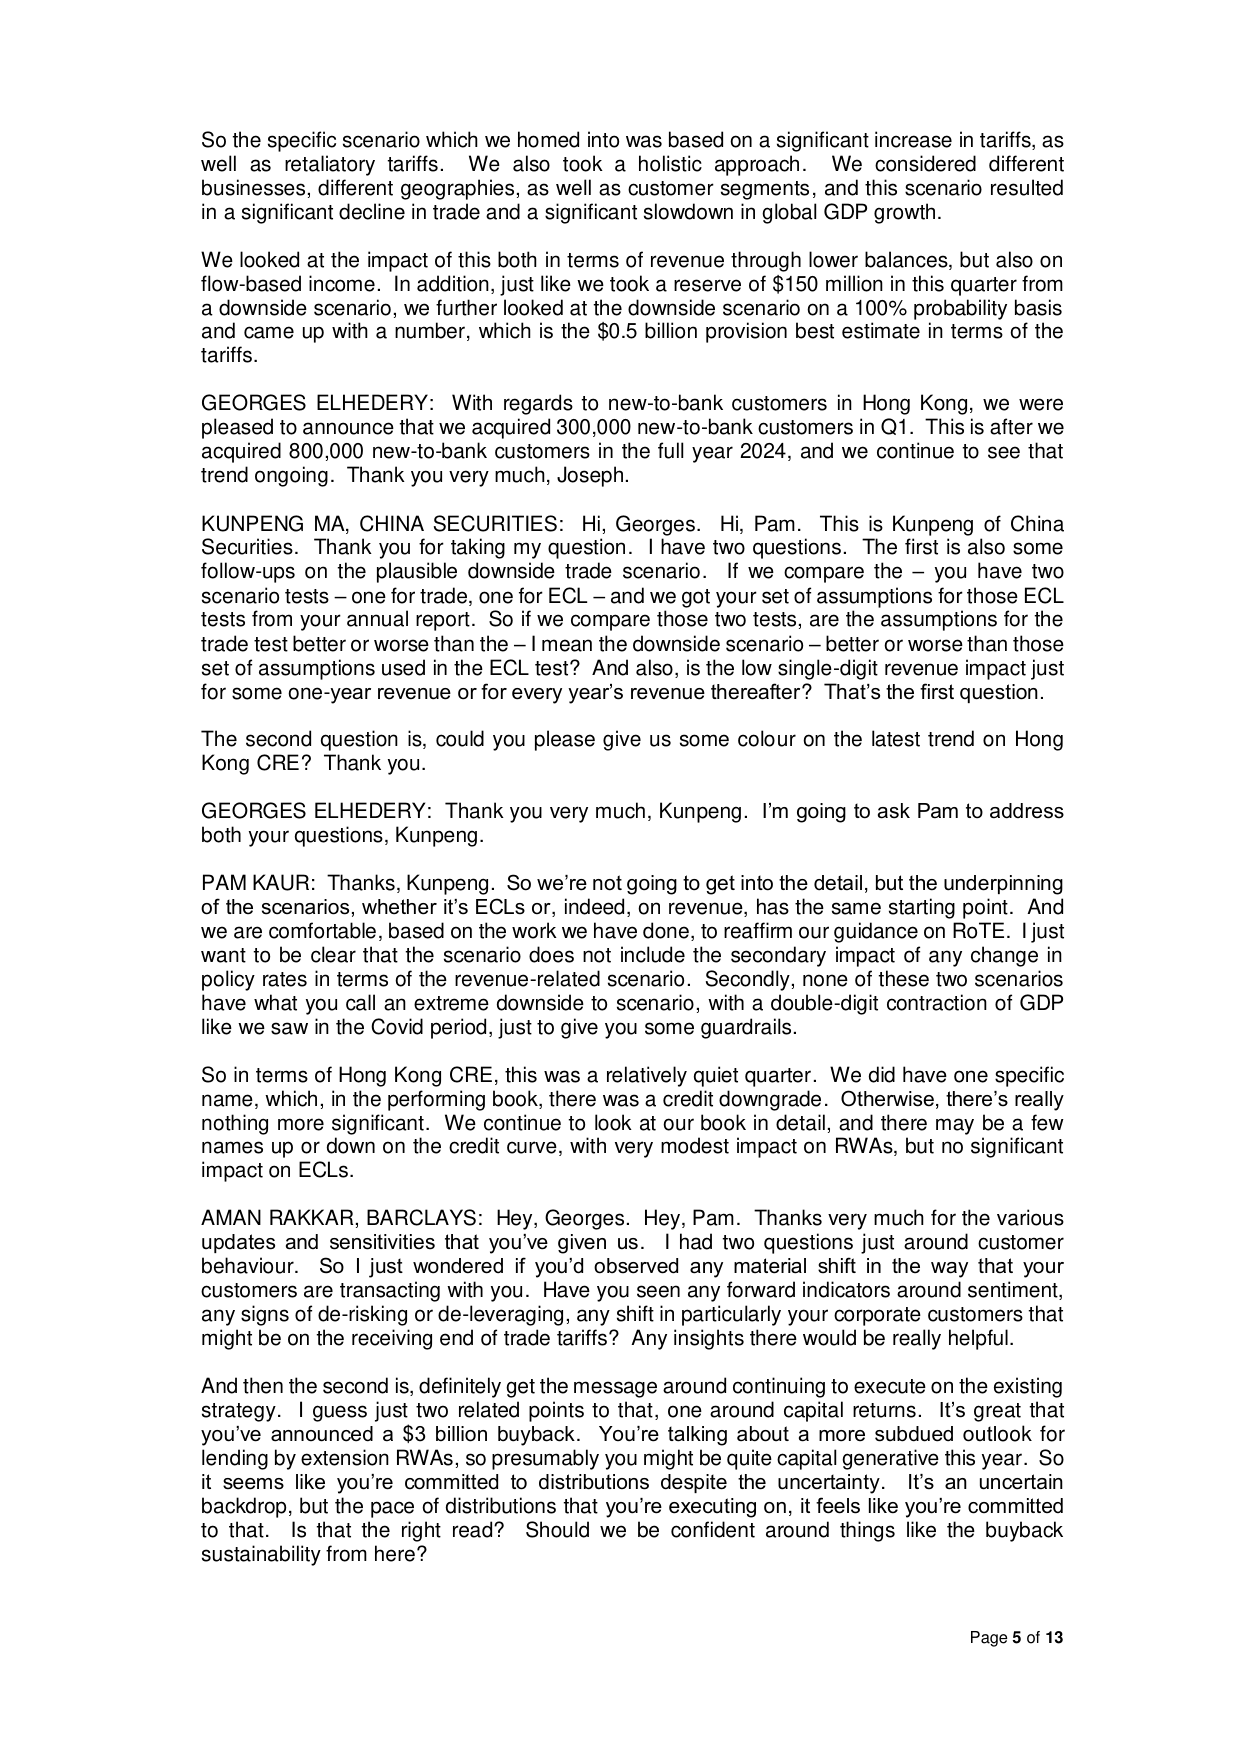 So the specific scenario which we homed into was based on a significant increase in tariffs, as
well as retaliatory tariffs. We also took a holistic approach. We considered different
businesses, different geographies, as well as customer segments, and this scenario resulted
in a significant decline in trade and a significant slowdown in global GDP growth.
We looked at the impact of this both in terms of revenue through lower balances, but also on
flow-based income. In addition, just like we took a reserve of $150 million in this quarter from
a downside scenario, we further looked at the downside scenario on a 100% probability basis
and came up with a number, which is the $0.5 billion provision best estimate in terms of the
tariffs.
GEORGES ELHEDERY: With regards to new-to-bank customers in Hong Kong, we were
pleased to announce that we acquired 300,000 new-to-bank customers in Q1. This is after we
acquired 800,000 new-to-bank customers in the full year 2024, and we continue to see that
trend ongoing. Thank you very much, Joseph.
KUNPENG MA, CHINA SECURITIES: Hi, Georges. Hi, Pam. This is Kunpeng of China
Securities. Thank you for taking my question. I have two questions. The first is also some
follow-ups on the plausible downside trade scenario. If we compare the – you have two
scenario tests – one for trade, one for ECL – and we got your set of assumptions for those ECL
tests from your annual report. So if we compare those two tests, are the assumptions for the
trade test better or worse than the – I mean the downside scenario – better or worse than those
set of assumptions used in the ECL test? And also, is the low single-digit revenue impact just
for some one-year revenue or for every year’s revenue thereafter? That’s the first question.
The second question is, could you please give us some colour on the latest trend on Hong
Kong CRE? Thank you.
GEORGES ELHEDERY: Thank you very much, Kunpeng. I’m going to ask Pam to address
both your questions, Kunpeng.
PAM KAUR: Thanks, Kunpeng. So we’re not going to get into the detail, but the underpinning
of the scenarios, whether it’s ECLs or, indeed, on revenue, has the same starting point. And
we are comfortable, based on the work we have done, to reaffirm our guidance on RoTE. I just
want to be clear that the scenario does not include the secondary impact of any change in
policy rates in terms of the revenue-related scenario. Secondly, none of these two scenarios
have what you call an extreme downside to scenario, with a double-digit contraction of GDP
like we saw in the Covid period, just to give you some guardrails.
So in terms of Hong Kong CRE, this was a relatively quiet quarter. We did have one specific
name, which, in the performing book, there was a credit downgrade. Otherwise, there’s really
nothing more significant. We continue to look at our book in detail, and there may be a few
names up or down on the credit curve, with very modest impact on RWAs, but no significant
impact on ECLs.
AMAN RAKKAR, BARCLAYS: Hey, Georges. Hey, Pam. Thanks very much for the various
updates and sensitivities that you’ve given us. I had two questions just around customer
behaviour. So I just wondered if you’d observed any material shift in the way that your
customers are transacting with you. Have you seen any forward indicators around sentiment,
any signs of de-risking or de-leveraging, any shift in particularly your corporate customers that
might be on the receiving end of trade tariffs? Any insights there would be really helpful.
And then the second is, definitely get the message around continuing to execute on the existing
strategy. I guess just two related points to that, one around capital returns. It’s great that
you’ve announced a $3 billion buyback. You’re talking about a more subdued outlook for
lending by extension RWAs, so presumably you might be quite capital generative this year. So
it seems like you’re committed to distributions despite the uncertainty. It’s an uncertain
backdrop, but the pace of distributions that you’re executing on, it feels like you’re committed
to that. Is that the right read? Should we be confident around things like the buyback
sustainability from here?
Page 5 of 13